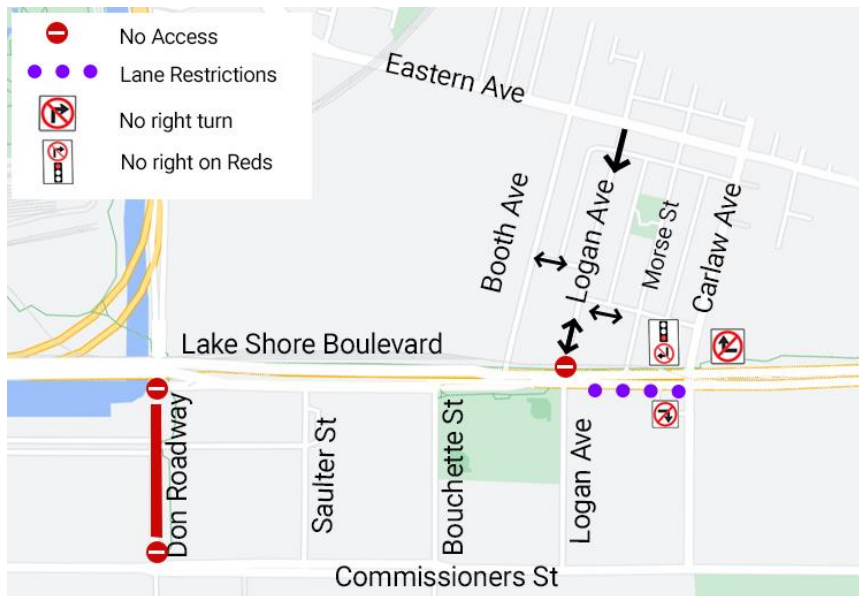 No Access
Lane Restrictions
No right turn
No right on Reds
Eastern Ave
Booth Ave
Logan Ave
Morse St
Carlaw Ave
Lake Shore Boulevard
Don Roadway
Saulter St
Bouchette St
Logan Ave
Commissioners St